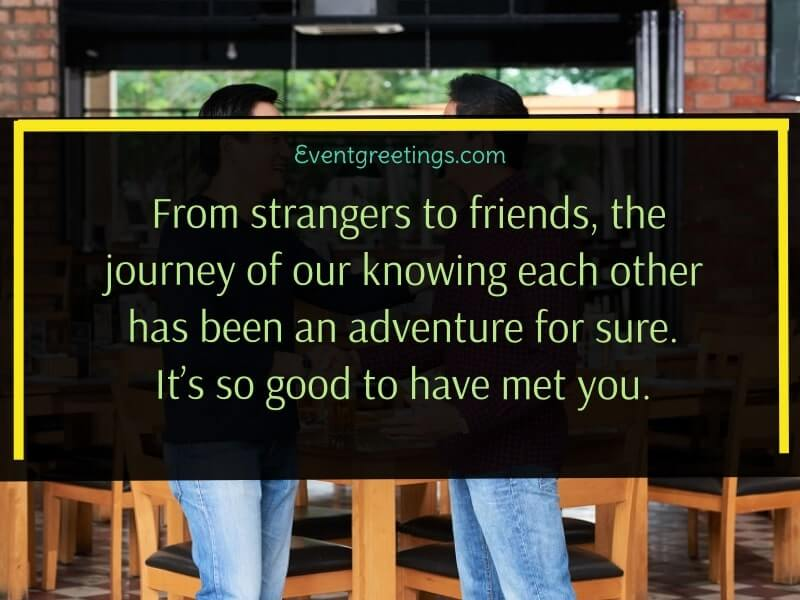 Eventgreetings.com
From strangers to friends, the
journey of our knowing each other
has been an adventure for sure.
It’s so good to have met you.